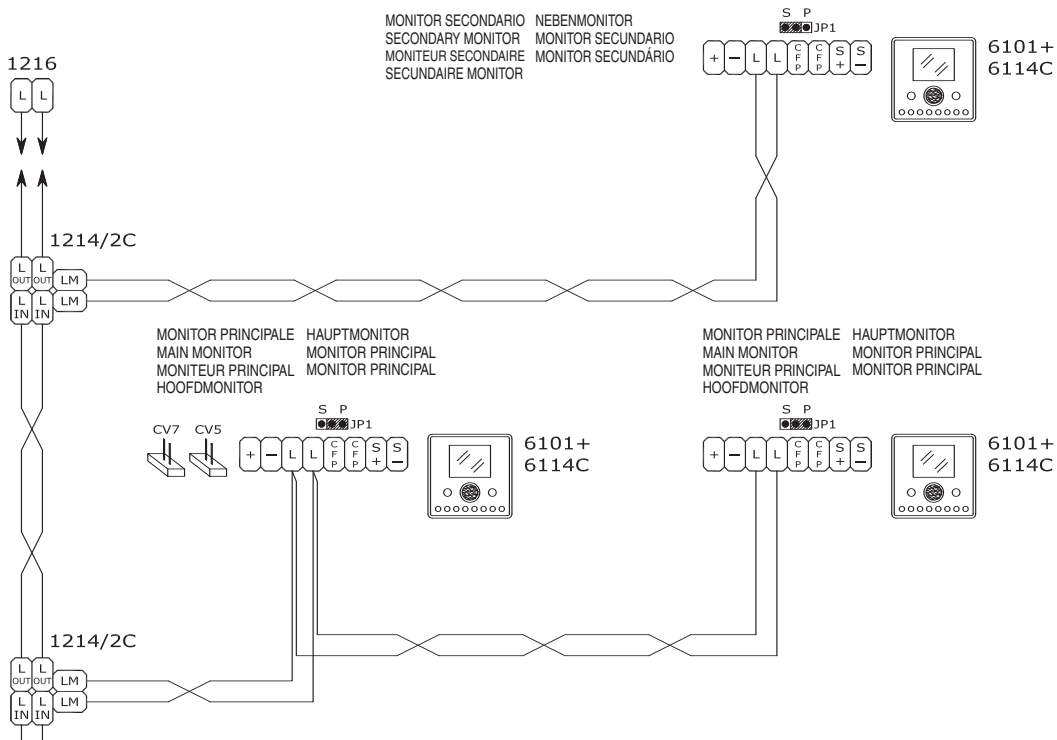 MONITOR SECONDARIO NEBENMONITOR
SECONDARY MONITOR MONITOR SECUNDARIO
MONITEUR SECONDAIRE MONITOR SECUNDÁRIO
SECUNDAIRE MONITOR
S P
JP1
+ – L L CFP CFP S+ S–
6101+
6114C
1216
L L
1214/2C
L OUT L OUT LM
L IN L IN LM
MONITOR PRINCIPALE HAUPTMONITOR
MAIN MONITOR MONITOR PRINCIPAL
MONITEUR PRINCIPAL MONITOR PRINCIPAL
HOOFDMONITOR
S P
JP1
CV7 CV5
+ – L L CFP CFP S+ S–
6101+
6114C
MONITOR PRINCIPALE HAUPTMONITOR
MAIN MONITOR MONITOR PRINCIPAL
MONITEUR PRINCIPAL MONITOR PRINCIPAL
HOOFDMONITOR
S P
JP1
+ – L L CFP CFP S+ S–
6101+
6114C
1214/2C
L OUT L OUT LM
L IN L IN LM